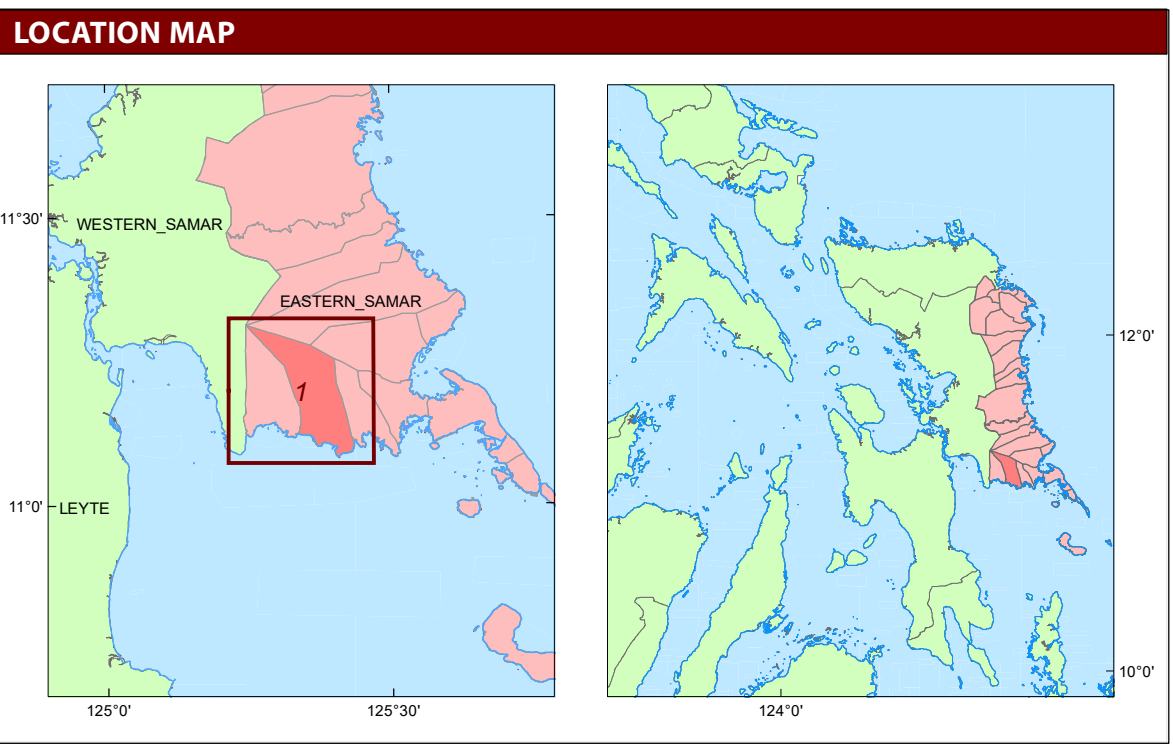 LOCATION MAP
11°30'
WESTERN_SAMAR
EASTERN_SAMAR
1
11°0'
LEYTE
125°0'
125°30'
12°0'
10°0'
124°0'